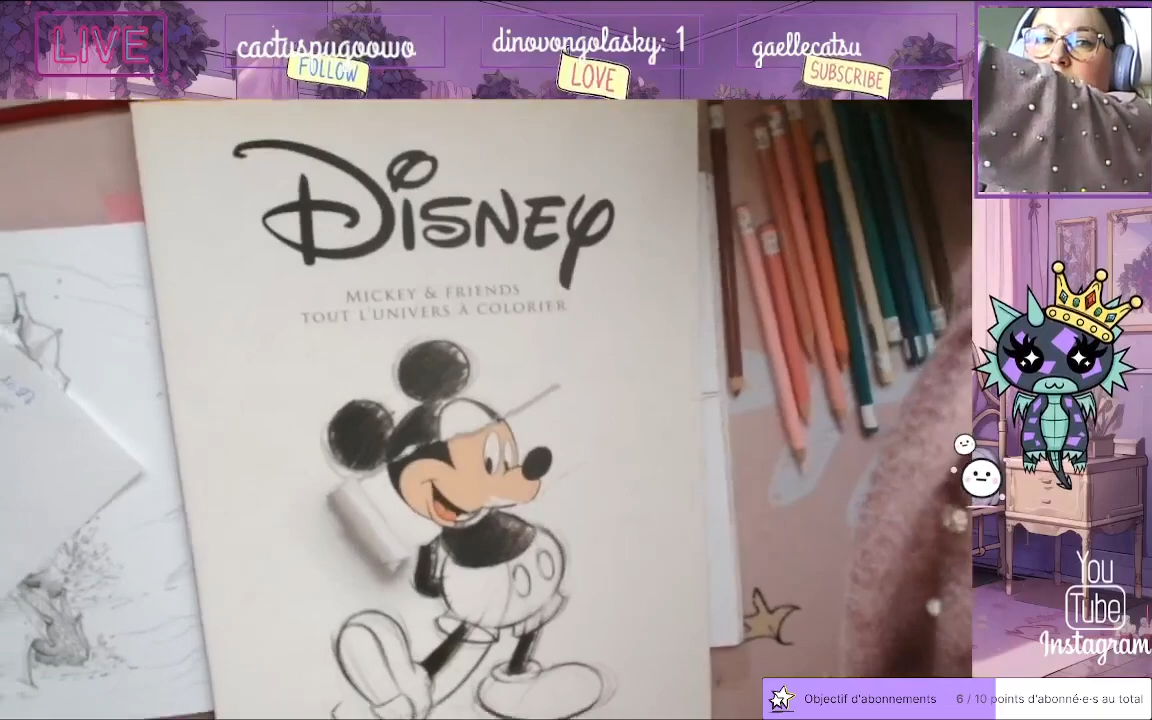 LIVE
cactuspugoowo
FOLLOW
dinovongolasky: 1
LOVE
gaellecatsu
SUBSCRIBE
DISNEY
MICKEY & FRIENDS
TOUT L'UNIVERS À COLORIER
You
Tube
Instagram
Objectif d'abonnements 6 / 10 points d'abonné·e·s au total